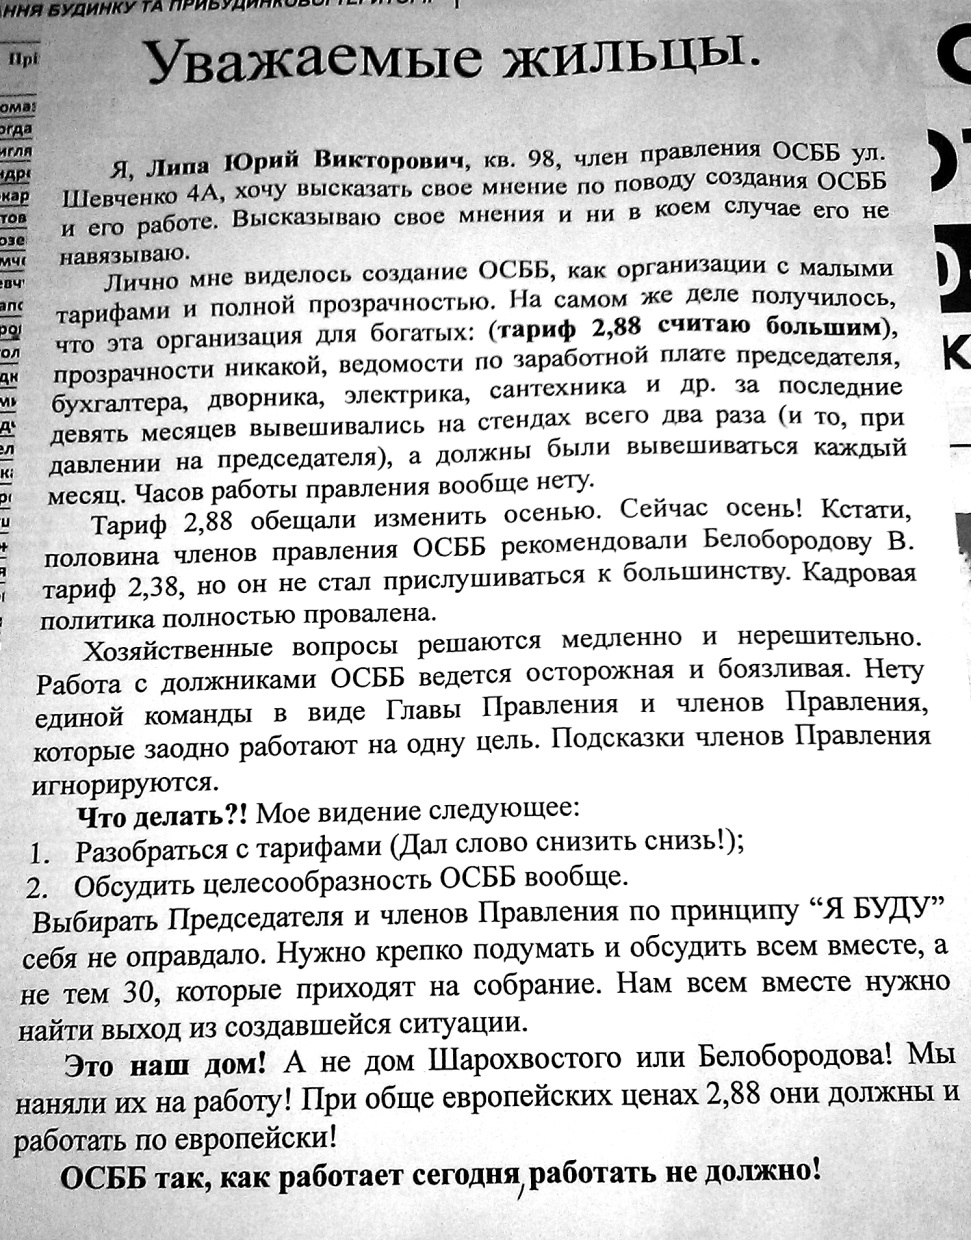 АННЯ БУДИНКУ ТА ПРИБУДИНКОВОЇ ТЕРИТОРІЇ
Прі
Уважаемые жильцы.
Я, Липа Юрий Викторович, кв. 98, член правления ОСББ ул.
Шевченко 4А, хочу высказать свое мнение по поводу создания ОСББ
и его работе. Высказываю свое мнения и ни в коем случае его не
навязываю.
Лично мне виделось создание ОСББ, как организации с малыми
тарифами и полной прозрачностью. На самом же деле получилось,
что эта организация для богатых: (тариф 2,88 считаю большим),
прозрачности никакой, ведомости по заработной плате председателя,
бухгалтера, дворника, электрика, сантехника и др. за последние
девять месяцев вывешивались на стендах всего два раза (и то, при
давлении на председателя), а должны были вывешиваться каждый
месяц. Часов работы правления вообще нету.
Тариф 2,88 обещали изменить осенью. Сейчас осень! Кстати,
половина членов правления ОСББ рекомендовали Белобородову В.
тариф 2,38, но он не стал прислушиваться к большинству. Кадровая
политика полностью провалена.
Хозяйственные вопросы решаются медленно и нерешительно.
Работа с должниками ОСББ ведется осторожная и боязливая. Нету
единой команды в виде Главы Правления и членов Правления,
которые заодно работают на одну цель. Подсказки членов Правления
игнорируются.
Что делать?! Мое видение следующее:
1. Разобраться с тарифами (Дал слово снизить снизь!);
2. Обсудить целесообразность ОСББ вообще.
Выбирать Председателя и членов Правления по принципу “Я БУДУ”
себя не оправдало. Нужно крепко подумать и обсудить всем вместе, а
не тем 30, которые приходят на собрание. Нам всем вместе нужно
найти выход из создавшейся ситуации.
Это наш дом! А не дом Шарохвостого или Белобородова! Мы
наняли их на работу! При обще европейских ценах 2,88 они должны и
работать по европейски!
ОСББ так, как работает сегодня, работать не должно!